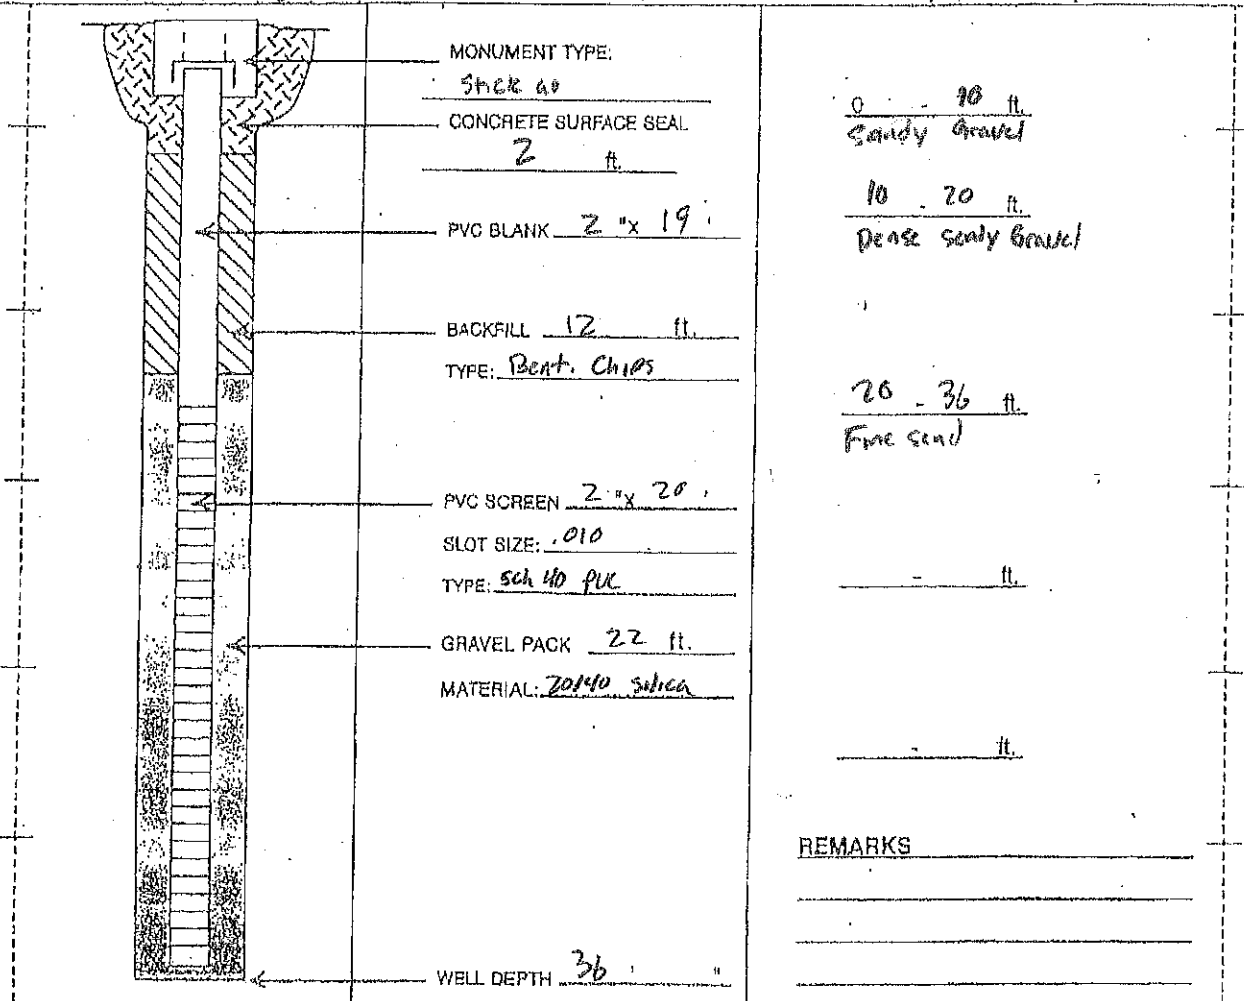 MONUMENT TYPE:
Stick up
CONCRETE SURFACE SEAL
2 ft.
PVC BLANK 2 "x 19 '
BACKFILL 12 ft.
TYPE: Bent. Chips
PVC SCREEN 2 "x 20 '
SLOT SIZE: .010
TYPE: Sch 40 PVC
GRAVEL PACK 22 ft.
MATERIAL: 20/40 Silica
WELL DEPTH 36 ' "
0 - 10 ft.
Sandy Gravel
10 - 20 ft.
Dense Sandy Gravel
20 - 36 ft.
Fine sand
- ft.
- ft.
REMARKS